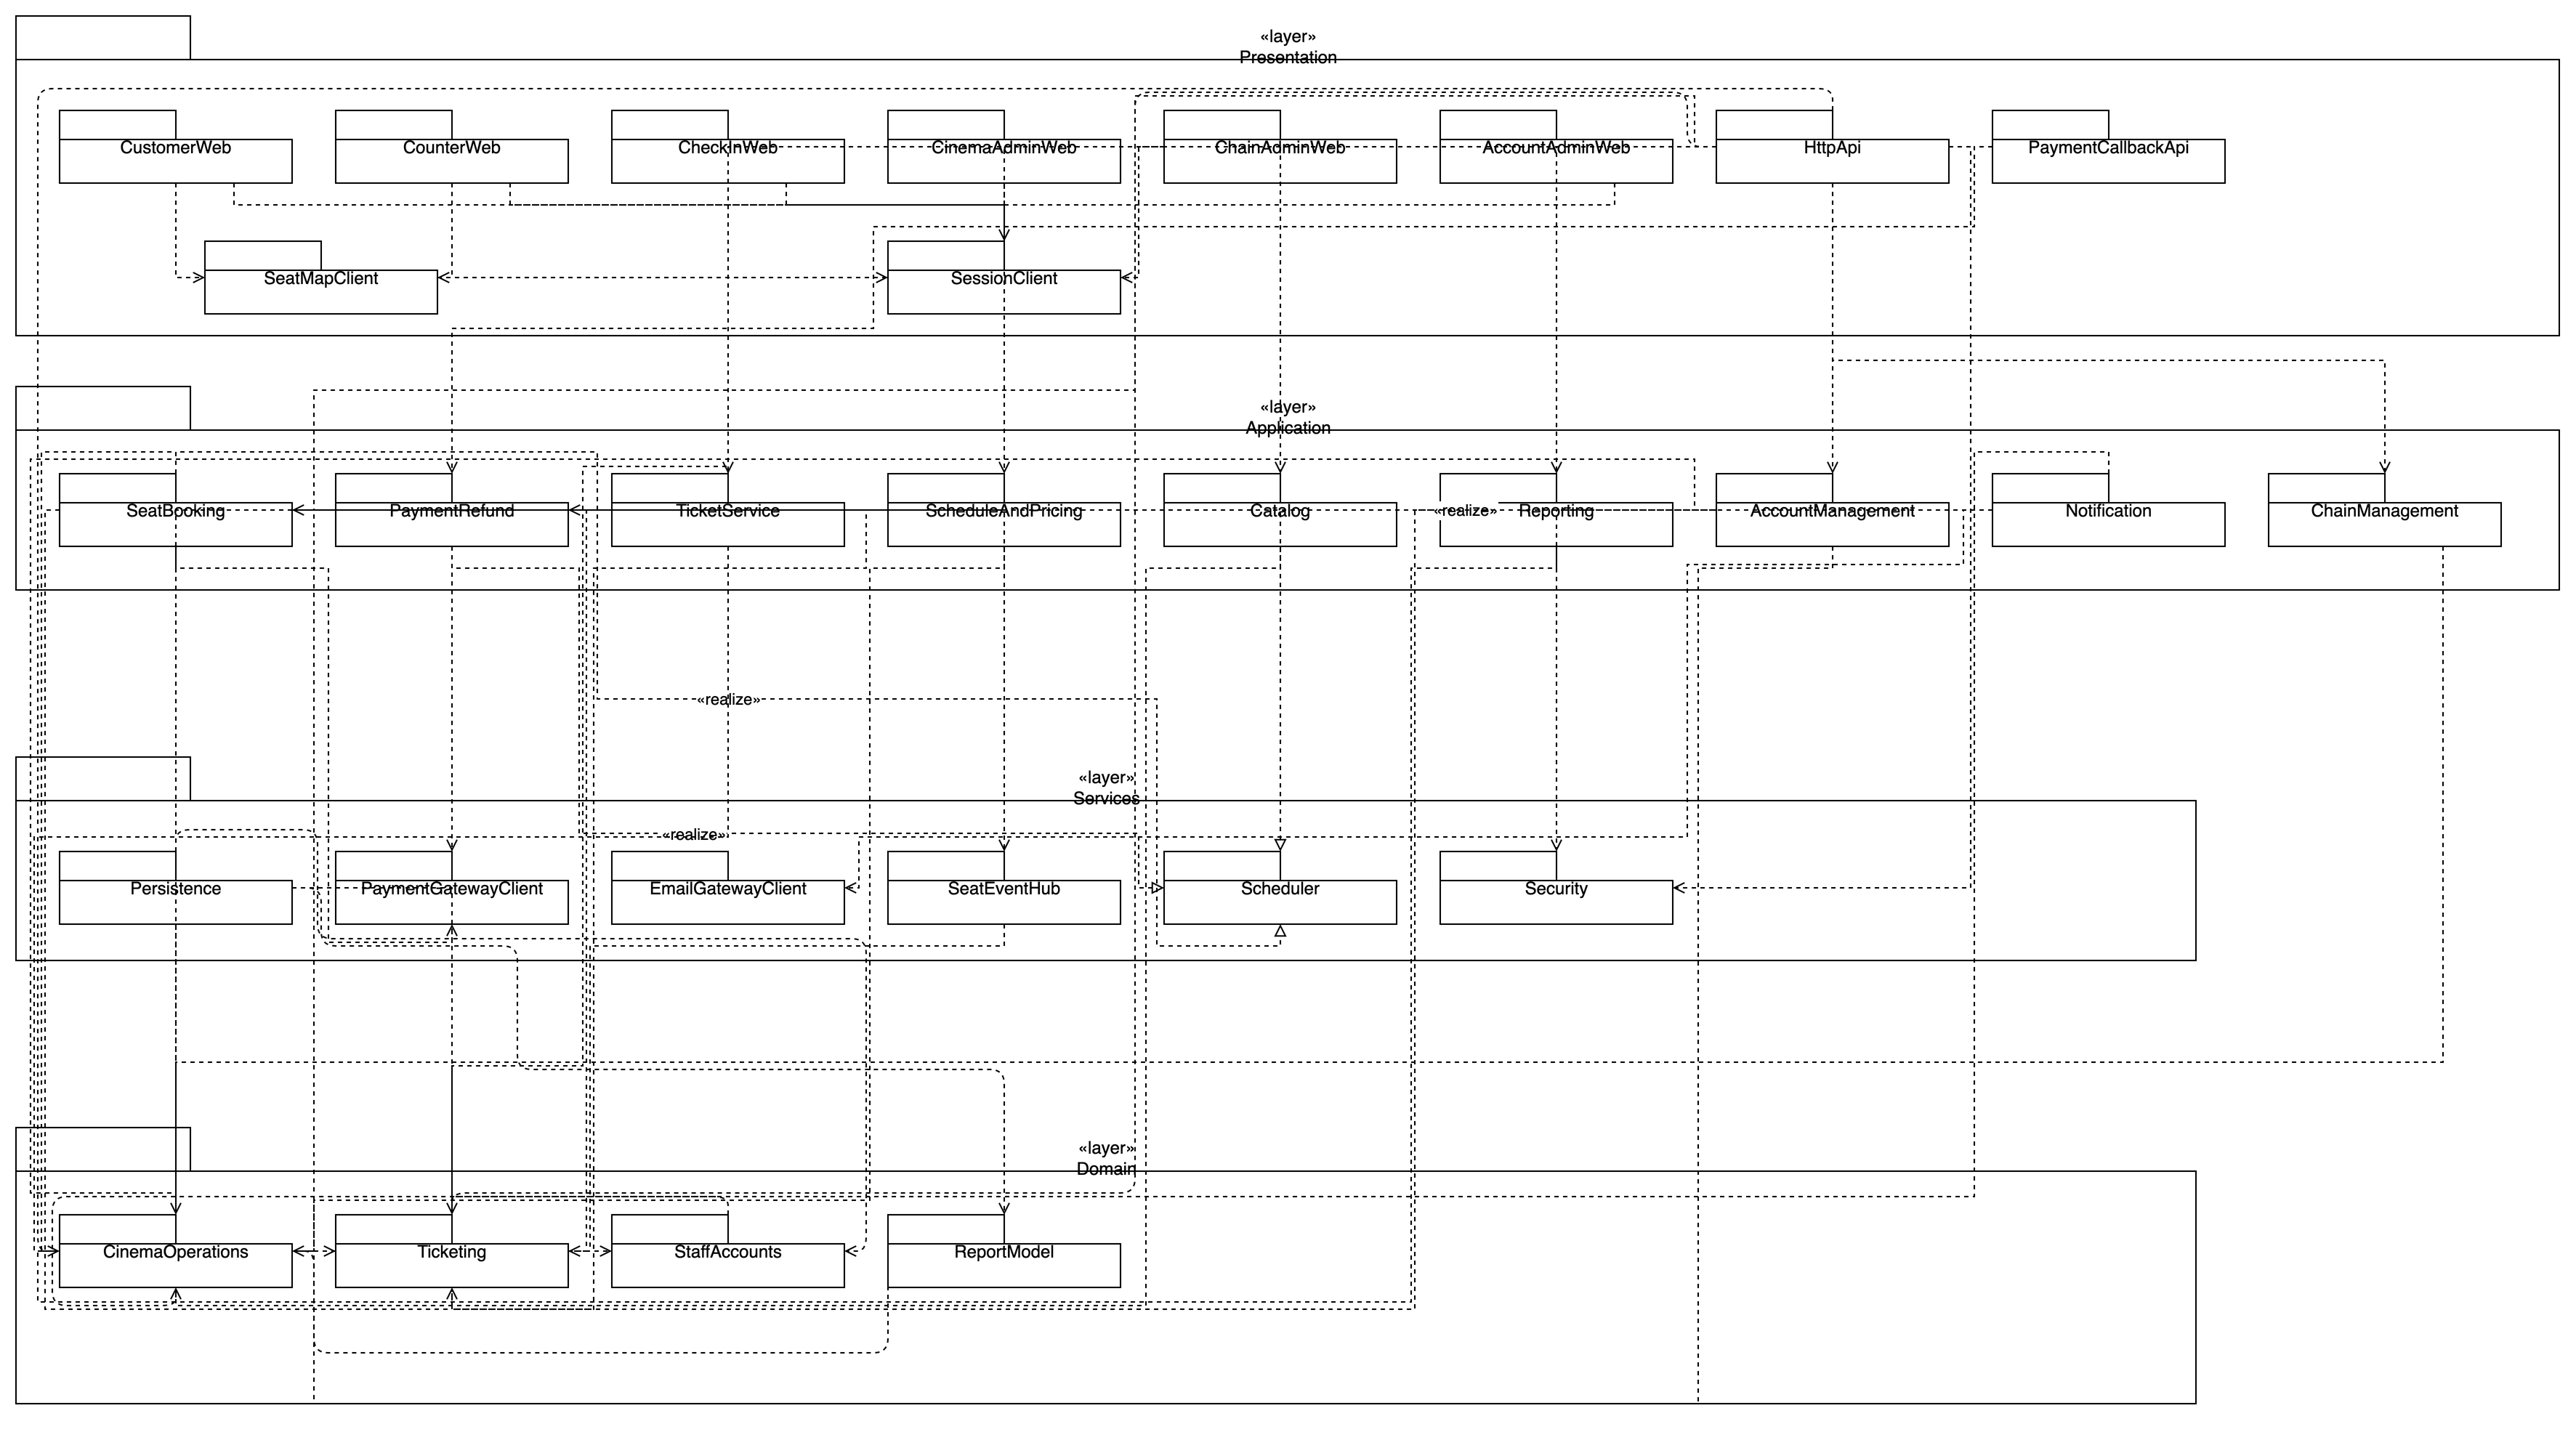 «layer»
Presentation
CustomerWeb
CounterWeb
CheckInWeb
CinemaAdminWeb
ChainAdminWeb
AccountAdminWeb
HttpApi
PaymentCallbackApi
SeatMapClient
SessionClient
«layer»
Application
SeatBooking
PaymentRefund
TicketService
ScheduleAndPricing
Catalog
«realize»
Reporting
AccountManagement
Notification
ChainManagement
«realize»
«layer»
Services
«realize»
Persistence
PaymentGatewayClient
EmailGatewayClient
SeatEventHub
Scheduler
Security
«layer»
Domain
CinemaOperations
Ticketing
StaffAccounts
ReportModel